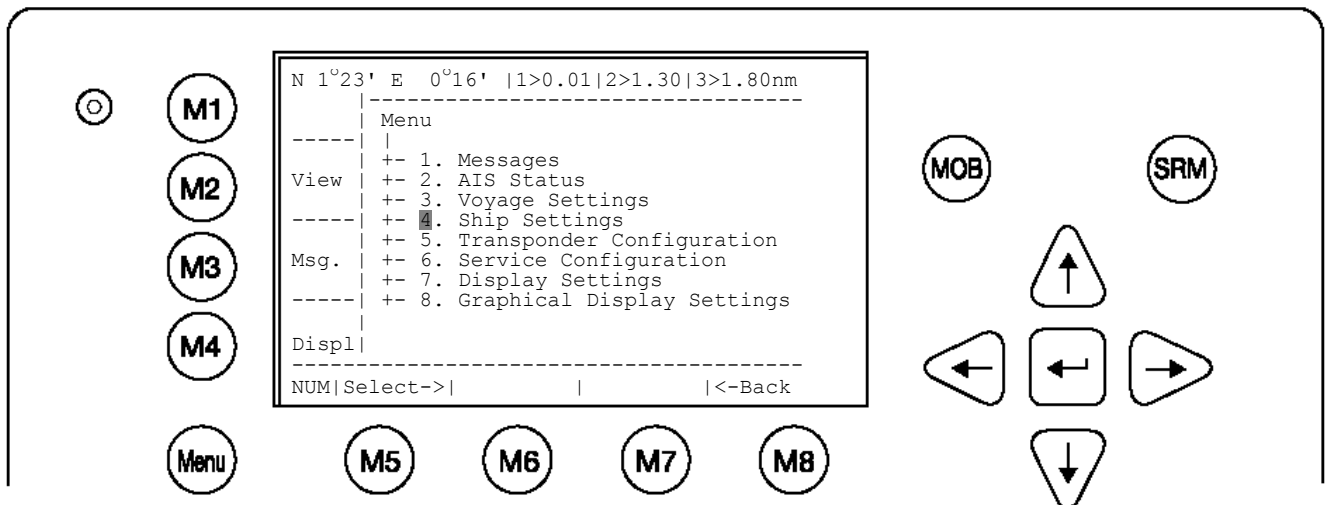 N 1°23' E 0°16' |1>0.01|2>1.30|3>1.80nm
M1
Menu
1. Messages
MOB
SRM
M2
View
2. AIS Status
3. Voyage Settings
4. Ship Settings
5. Transponder Configuration
M3
Msg.
6. Service Configuration
7. Display Settings
8. Graphical Display Settings
M4
Displ
NUM|Select->| | |<-Back
Menu
M5
M6
M7
M8